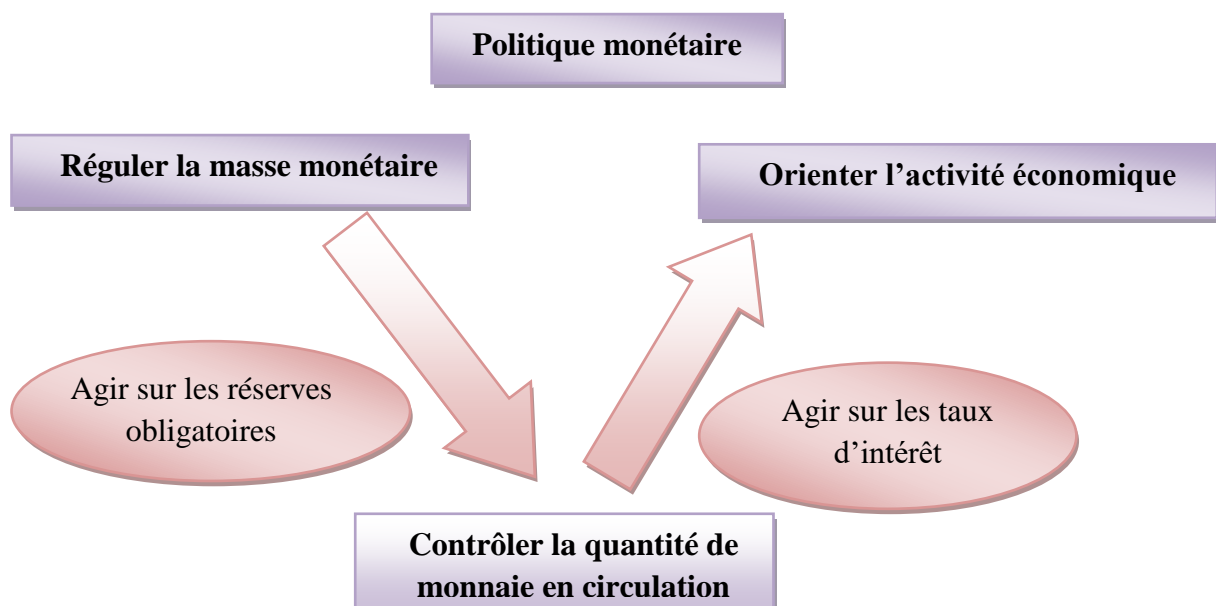 Politique monétaire
Réguler la masse monétaire
Orienter l’activité économique
Agir sur les réserves
obligatoires
Agir sur les taux
d’intérêt
Contrôler la quantité de
monnaie en circulation